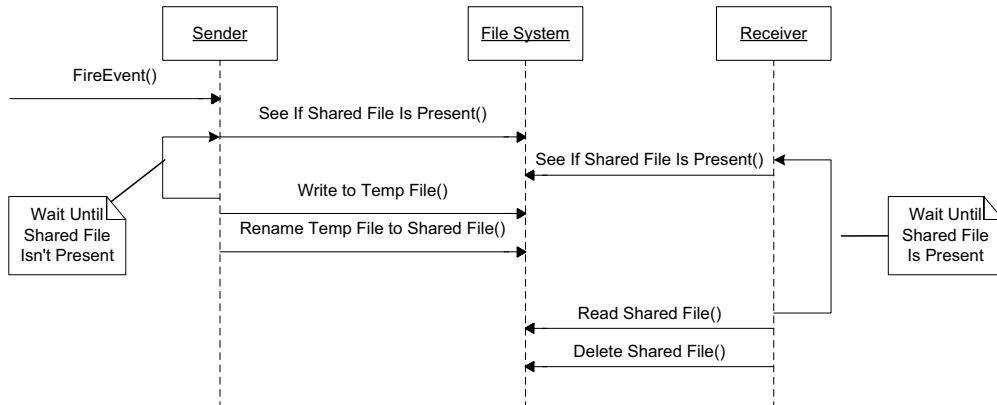 Sender
File System
Receiver
FireEvent()
See If Shared File Is Present()
See If Shared File Is Present()
Write to Temp File()
Wait Until
Shared File
Isn't Present
Rename Temp File to Shared File()
Wait Until
Shared File
Is Present
Read Shared File()
Delete Shared File()